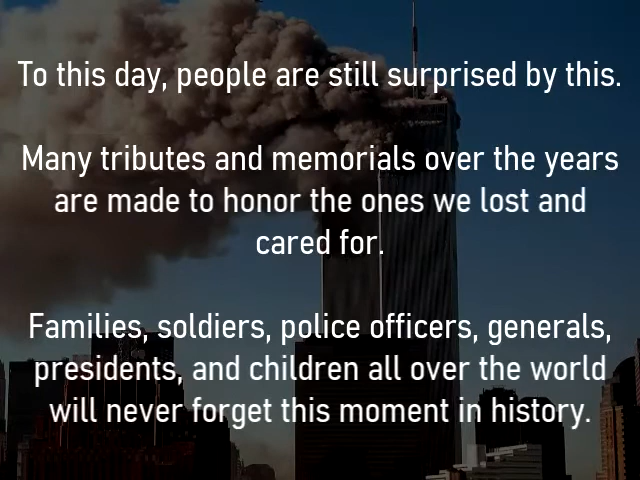 To this day, people are still surprised by this.
Many tributes and memorials over the years
are made to honor the ones we lost and
cared for.
Families, soldiers, police officers, generals,
presidents, and children all over the world
will never forget this moment in history.